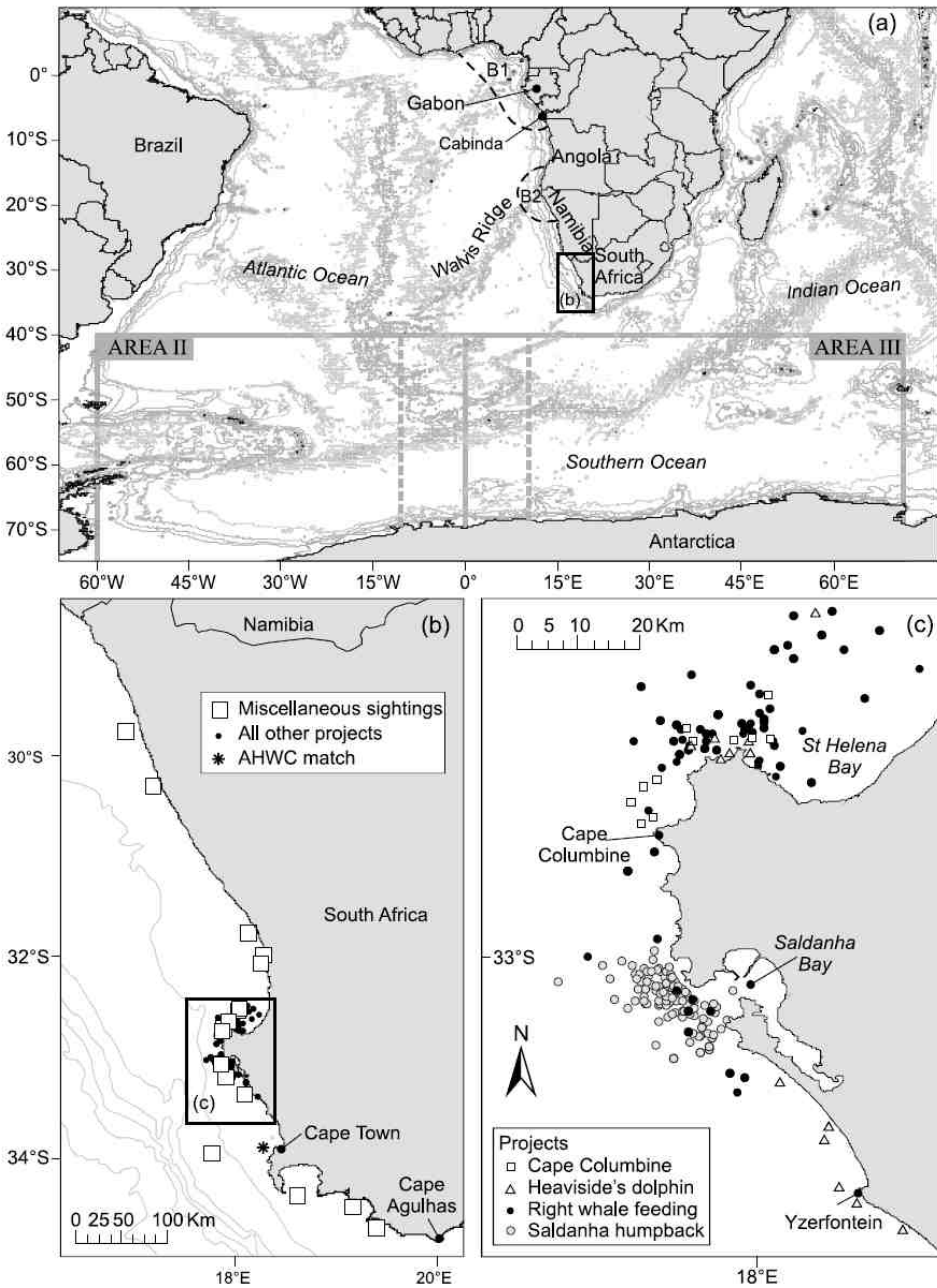 (a)
0°
10°S
20°S
30°S
40°S
50°S
60°S
70°S
B1
Gabon
Cabinda
Brazil
Angola
B2
Namibia
Walvis Ridge
South
Africa
Atlantic Ocean
Indian Ocean
(b)
AREA II
AREA III
Southern Ocean
Antarctica
60°W
45°W
30°W
15°W
0°
15°E
30°E
45°E
60°E
(b)
Namibia
Miscellaneous sightings
All other projects
AHWC match
30°S
South Africa
32°S
(c)
Cape Town
34°S
Cape
Agulhas
0 25 50 100 Km
18°E
20°E
(c)
0 5 10 20 Km
St Helena
Bay
Cape
Columbine
33°S
Saldanha
Bay
N
Projects
Cape Columbine
Heaviside's dolphin
Right whale feeding
Saldanha humpback
Yzerfontein
18°E